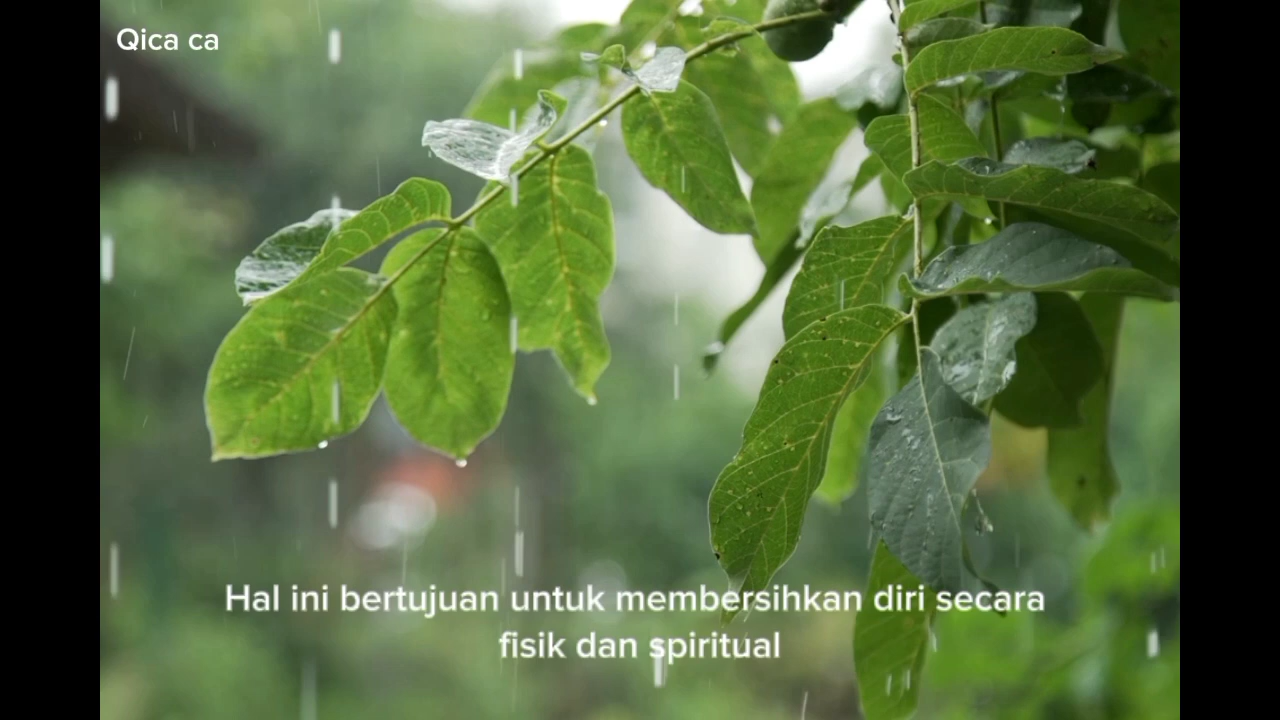 Qica ca
Hal ini bertujuan untuk membersihkan diri secara
fisik dan spiritual